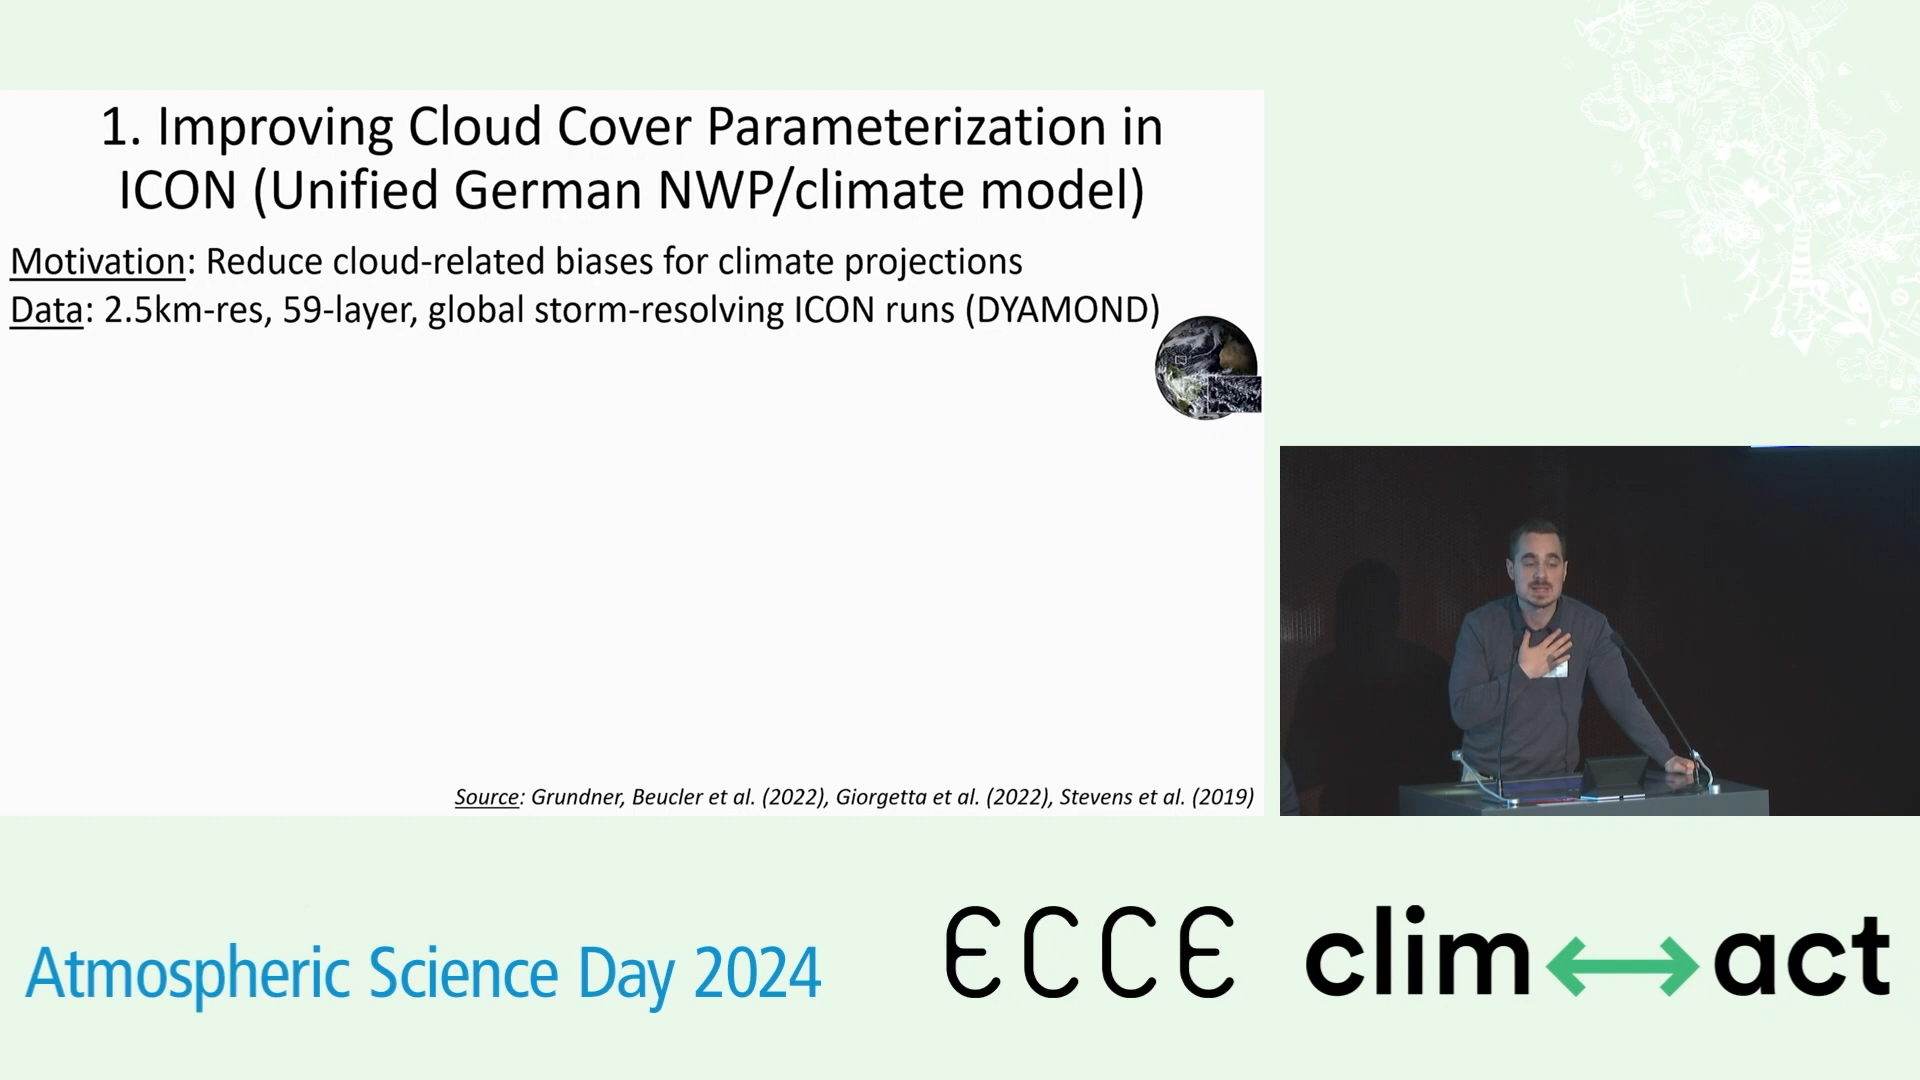 1. Improving Cloud Cover Parameterization in
ICON (Unified German NWP/climate model)
Motivation: Reduce cloud-related biases for climate projections
Data: 2.5km-res, 59-layer, global storm-resolving ICON runs (DYAMOND)
Source: Grundner, Beucler et al. (2022), Giorgetta et al. (2022), Stevens et al. (2019)
Atmospheric Science Day 2024
ECCE
clim act